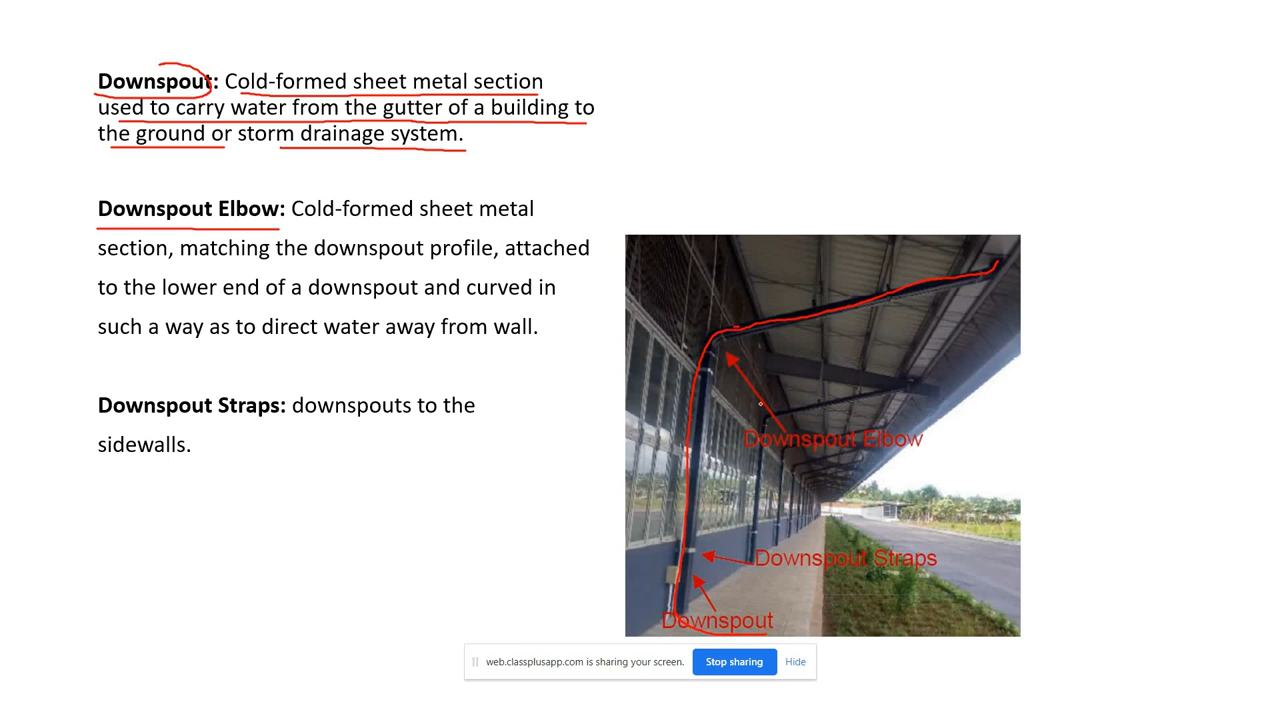 Downspout: Cold-formed sheet metal section
used to carry water from the gutter of a building to
the ground or storm drainage system.
Downspout Elbow: Cold-formed sheet metal
section, matching the downspout profile, attached
to the lower end of a downspout and curved in
such a way as to direct water away from wall.
Downspout Straps: downspouts to the
sidewalls.
Downspout Elbow
Downspout Straps
Downspout
web.classplusapp.com is sharing your screen.
Stop sharing
Hide